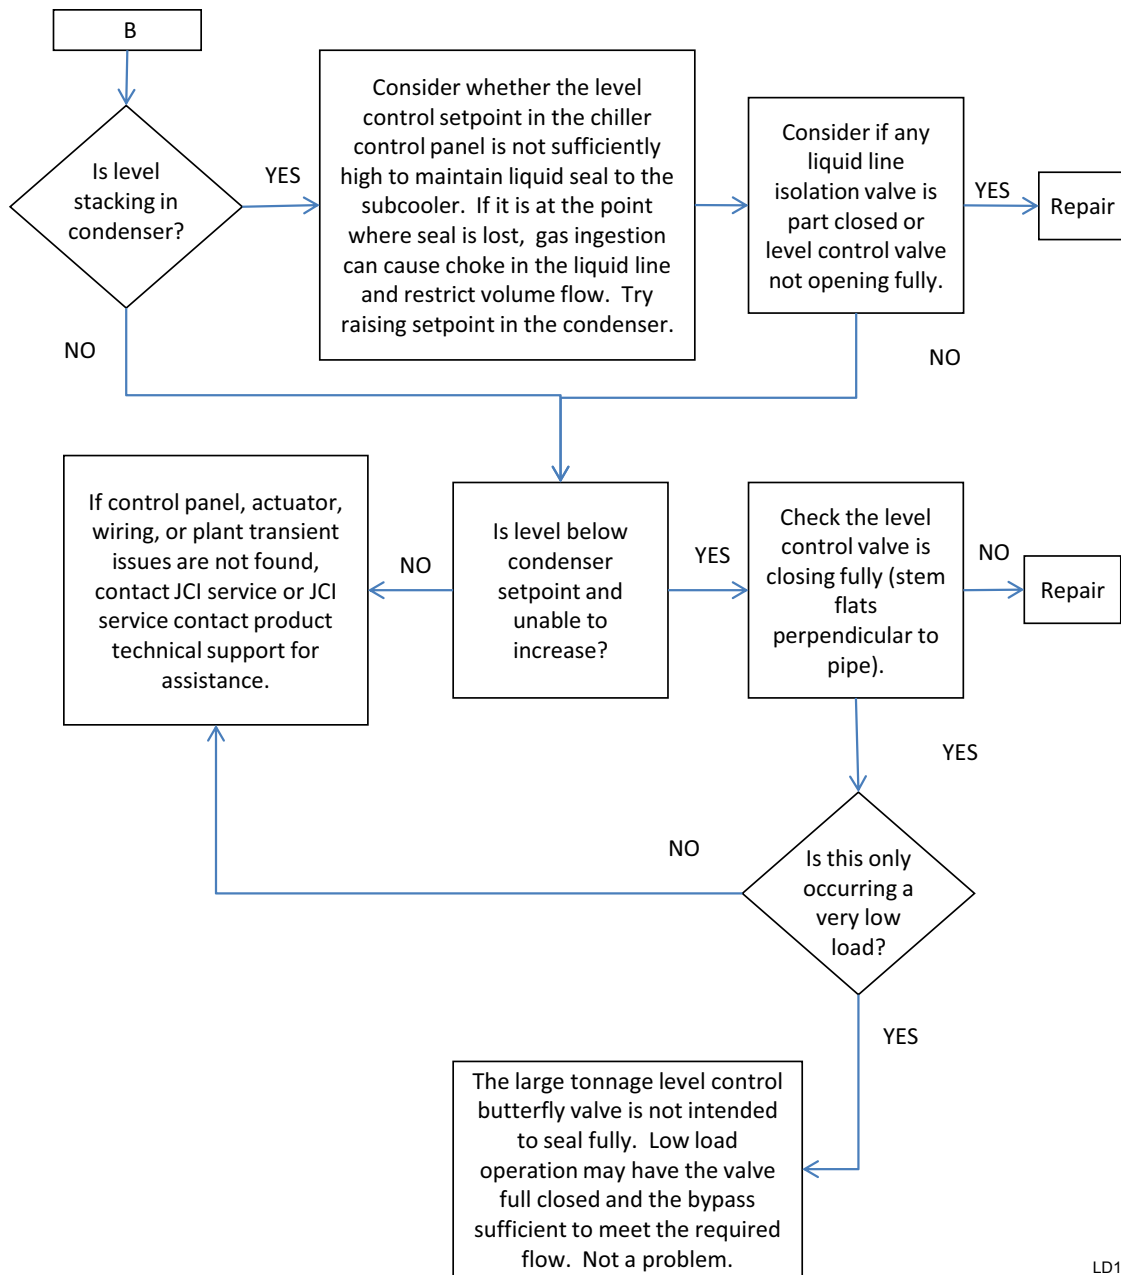 B
Is level
stacking in
condenser?
YES
Consider whether the level
control setpoint in the chiller
control panel is not sufficiently
high to maintain liquid seal to the
subcooler.  If it is at the point
where seal is lost,  gas ingestion
can cause choke in the liquid line
and restrict volume flow.  Try
raising setpoint in the condenser.
Consider if any
liquid line
isolation valve is
part closed or
level control valve
not opening fully.
YES
Repair
NO
NO
If control panel, actuator,
wiring, or plant transient
issues are not found,
contact JCI service or JCI
service contact product
technical support for
assistance.
NO
Is level below
condenser
setpoint and
unable to
increase?
YES
Check the level
control valve is
closing fully (stem
flats
perpendicular to
pipe).
NO
Repair
YES
NO
Is this only
occurring a
very low
load?
YES
The large tonnage level control
butterfly valve is not intended
to seal fully.  Low load
operation may have the valve
full closed and the bypass
sufficient to meet the required
flow.  Not a problem.
LD1